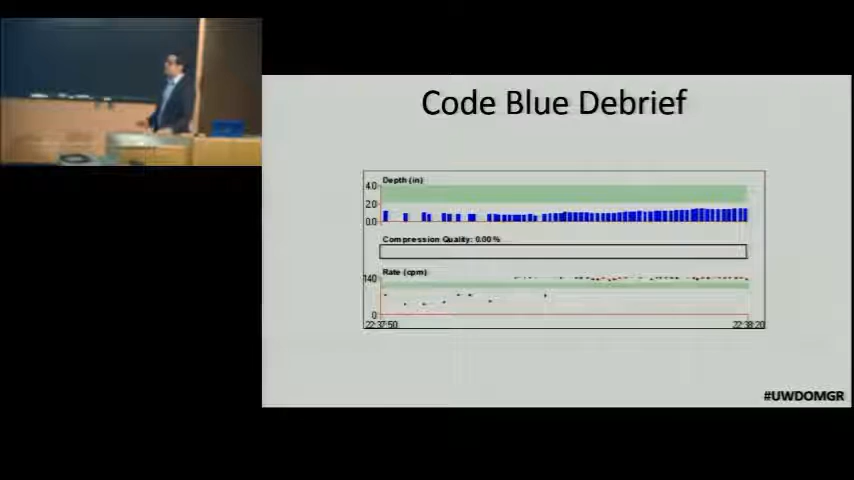 Code Blue Debrief
Depth (in)
4.0
2.0
0.0
Compression Quality: 0.00 %
Rate (cpm)
140
0
22:37:50
22:38:20
#UWDOMGR